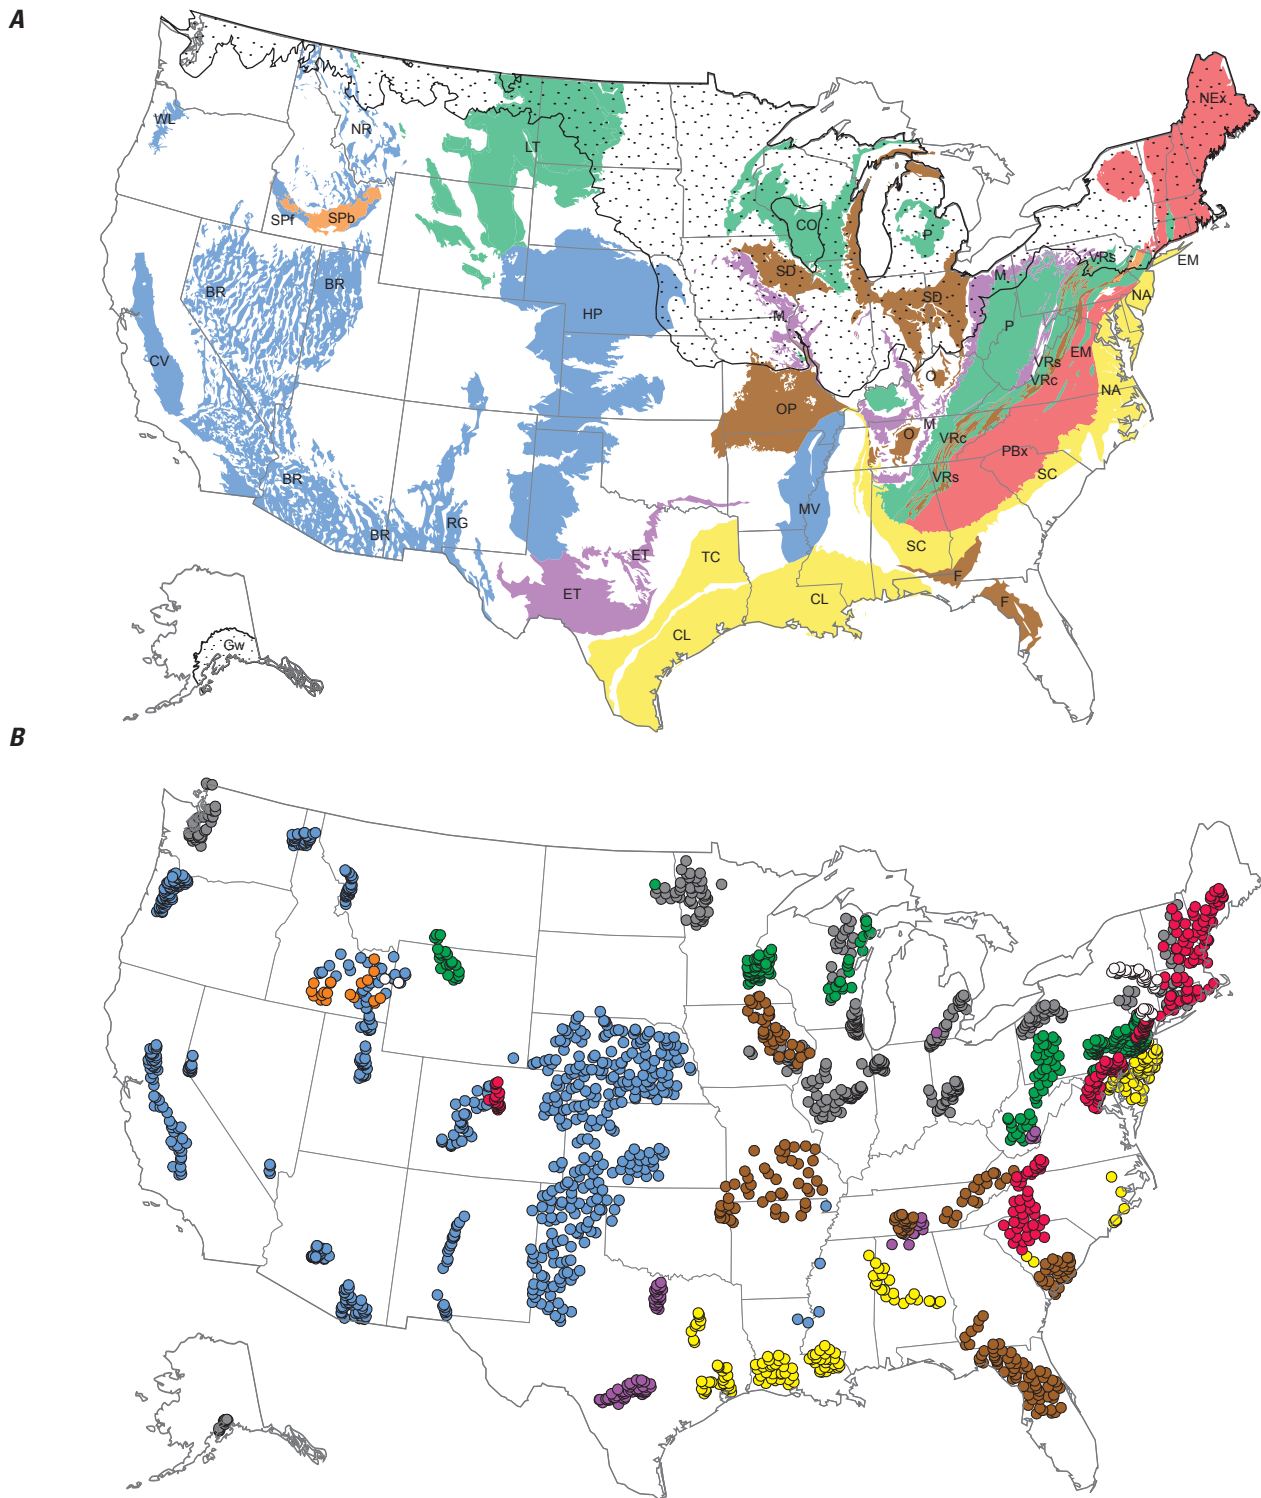 A
WL
NR
LT
NEx
SPf
SPb
CO
P
BR
BR
SD
SD
M
VRs
EM
NA
HP
M
P
CV
VRs
EM
VRc
NA
OP
O
M
O
VRc
PBx
SC
VRs
BR
BR
RG
MV
ET
TC
SC
ET
F
F
CL
CL
Gw
B